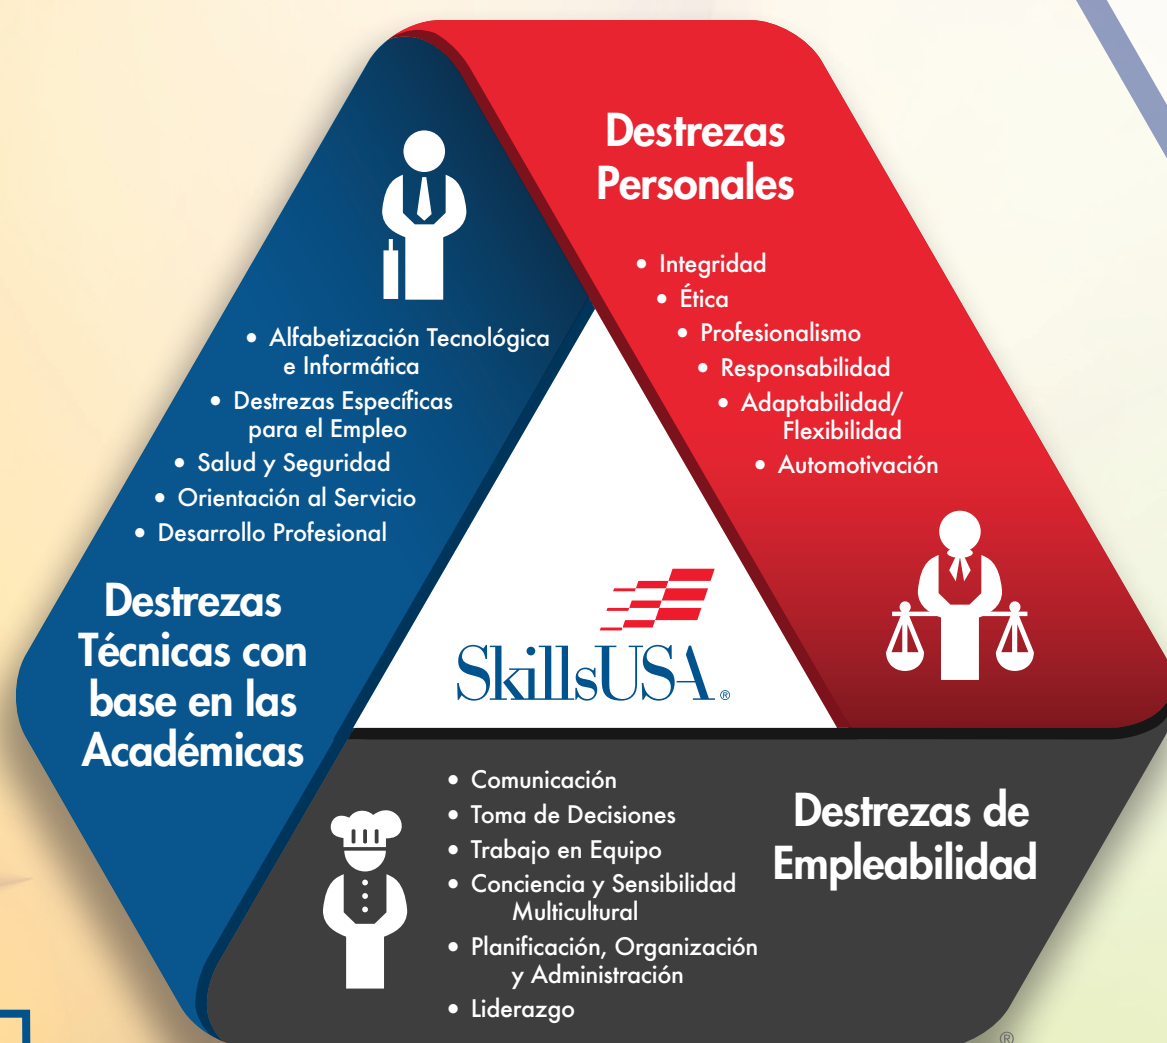 Destrezas
Personales
• Integridad
• Ética
• Profesionalismo
• Responsabilidad
• Adaptabilidad/
Flexibilidad
• Automotivación
• Alfabetización Tecnológica
e Informática
• Destrezas Específicas
para el Empleo
• Salud y Seguridad
• Orientación al Servicio
• Desarrollo Profesional
Destrezas
Técnicas con
base en las
Académicas
SkillsUSA®
• Comunicación
• Toma de Decisiones
• Trabajo en Equipo
• Conciencia y Sensibilidad
Multicultural
• Planificación, Organización
y Administración
• Liderazgo
Destrezas de
Empleabilidad
®